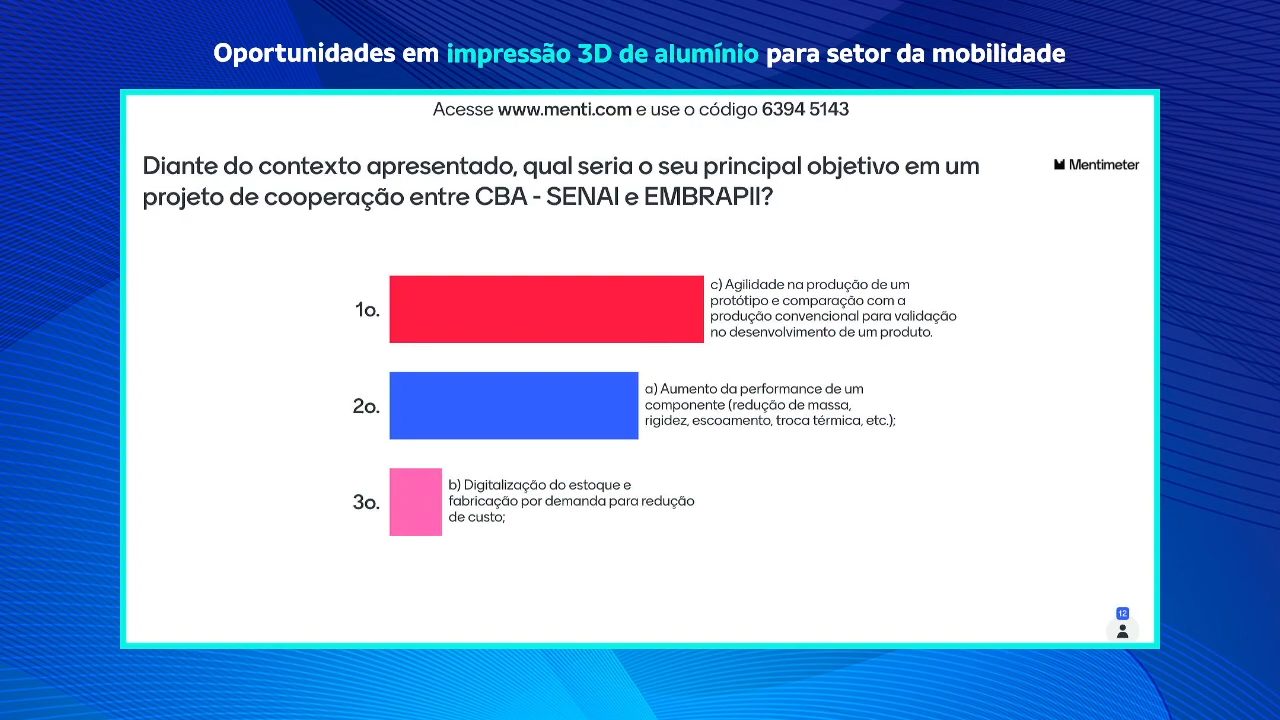 Oportunidades em impressão 3D de alumínio para setor da mobilidade
Acesse www.menti.com e use o código 6394 5143
Diante do contexto apresentado, qual seria o seu principal objetivo em um
projeto de cooperação entre CBA - SENAI e EMBRAPII?
Mentimeter
1o.
c) Agilidade na produção de um
protótipo e comparação com a
produção convencional para validação
no desenvolvimento de um produto.
2o.
a) Aumento da performance de um
componente (redução de massa,
rigidez, escoamento, troca térmica, etc.);
3o.
b) Digitalização do estoque e
fabricação por demanda para redução
de custo;
12